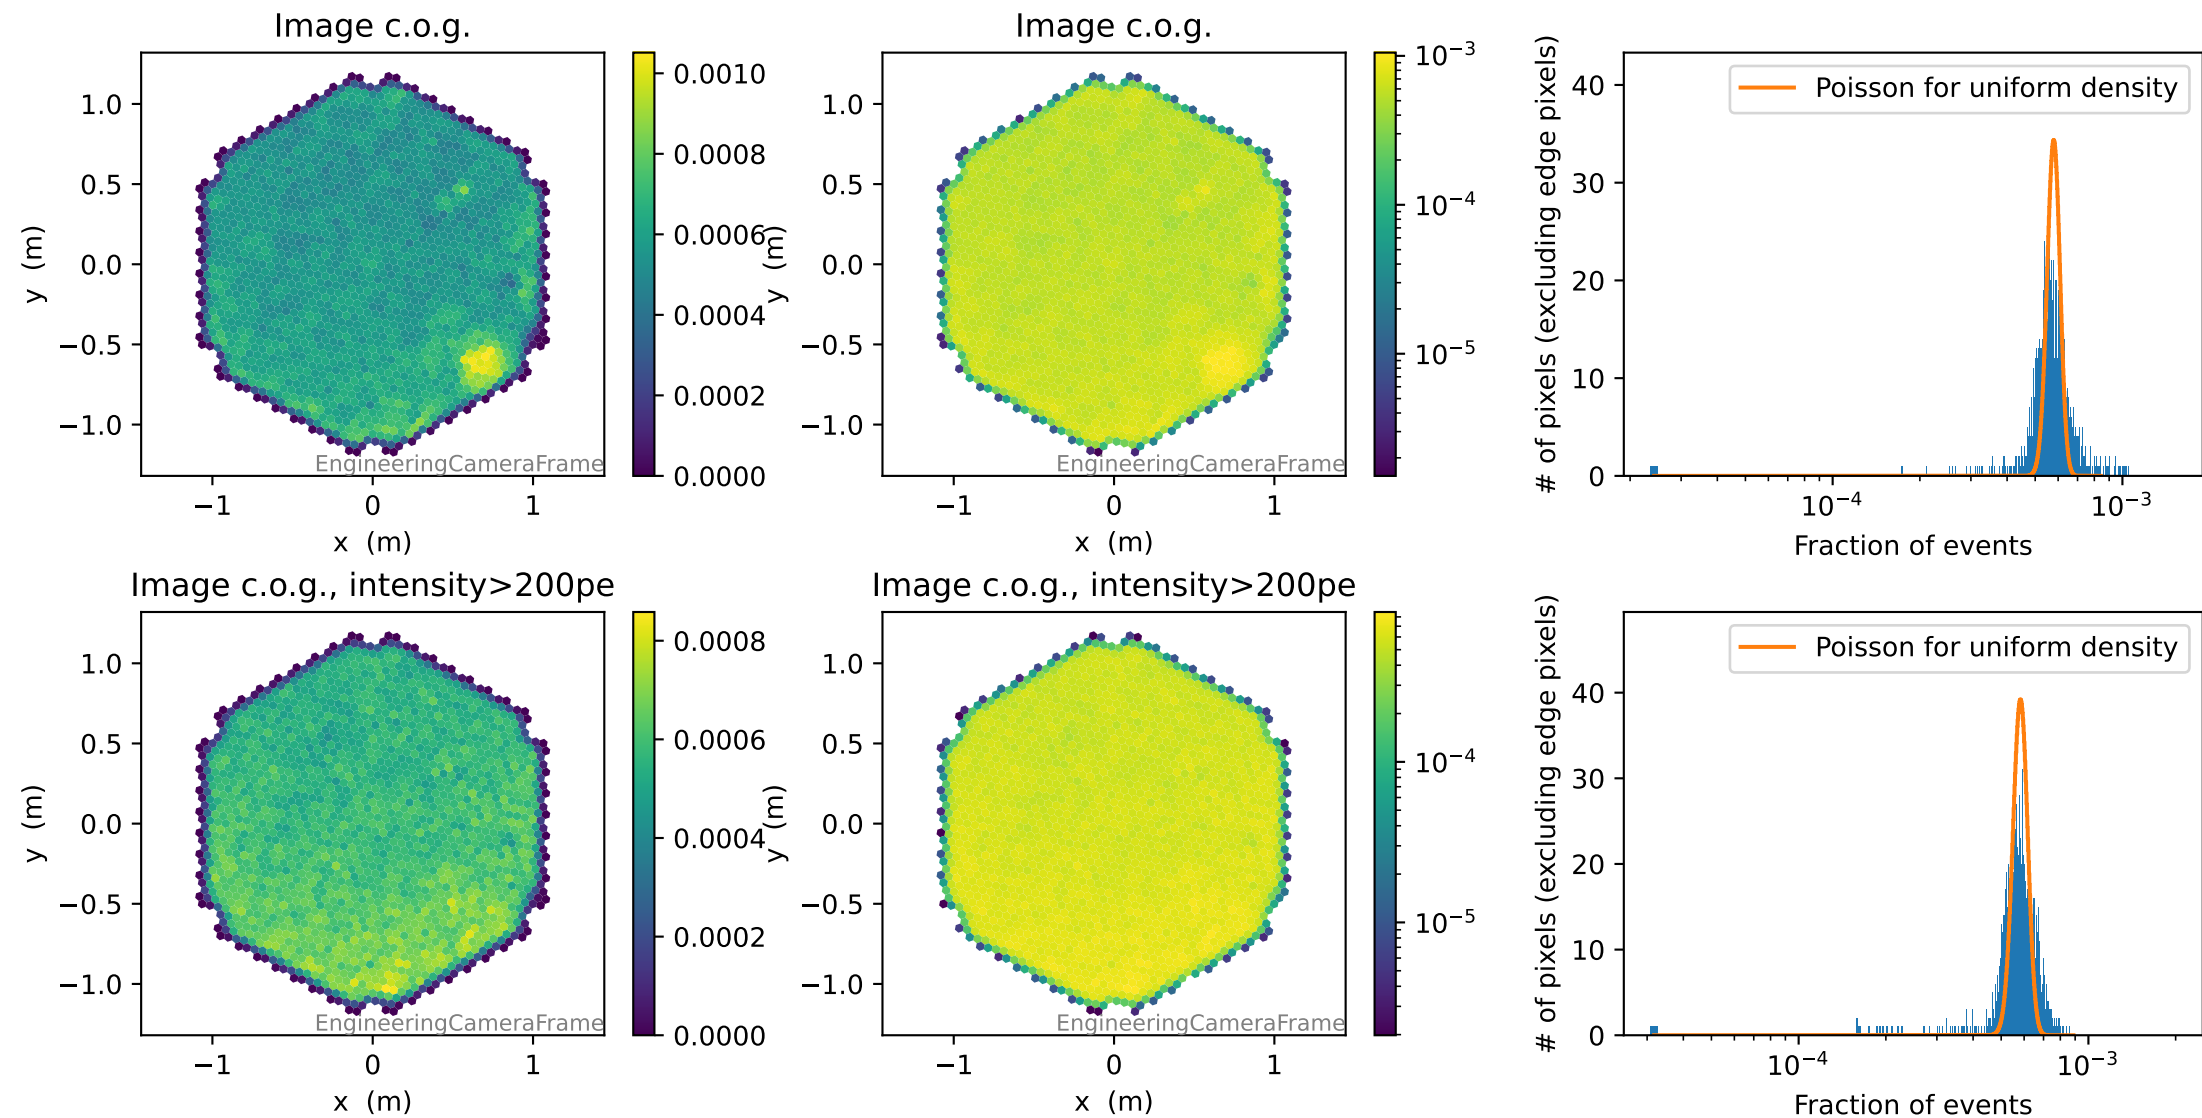 Image c.o.g.
1.0
0.5
0.0
−0.5
−1.0
y (m)
−1
0
1
x (m)
EngineeringCameraFrame
0.0010
0.0008
0.0006
0.0004
0.0002
0.0000
Image c.o.g.
1.0
0.5
0.0
−0.5
−1.0
y (m)
−1
0
1
x (m)
EngineeringCameraFrame
10⁻³
10⁻⁴
10⁻⁵
# of pixels (excluding edge pixels)
40
30
20
10
0
Poisson for uniform density
10⁻⁴
10⁻³
Fraction of events
Image c.o.g., intensity>200pe
1.0
0.5
0.0
−0.5
−1.0
y (m)
−1
0
1
x (m)
EngineeringCameraFrame
0.0008
0.0006
0.0004
0.0002
0.0000
Image c.o.g., intensity>200pe
1.0
0.5
0.0
−0.5
−1.0
y (m)
−1
0
1
x (m)
EngineeringCameraFrame
10⁻⁴
10⁻⁵
# of pixels (excluding edge pixels)
40
30
20
10
0
Poisson for uniform density
10⁻⁴
10⁻³
Fraction of events